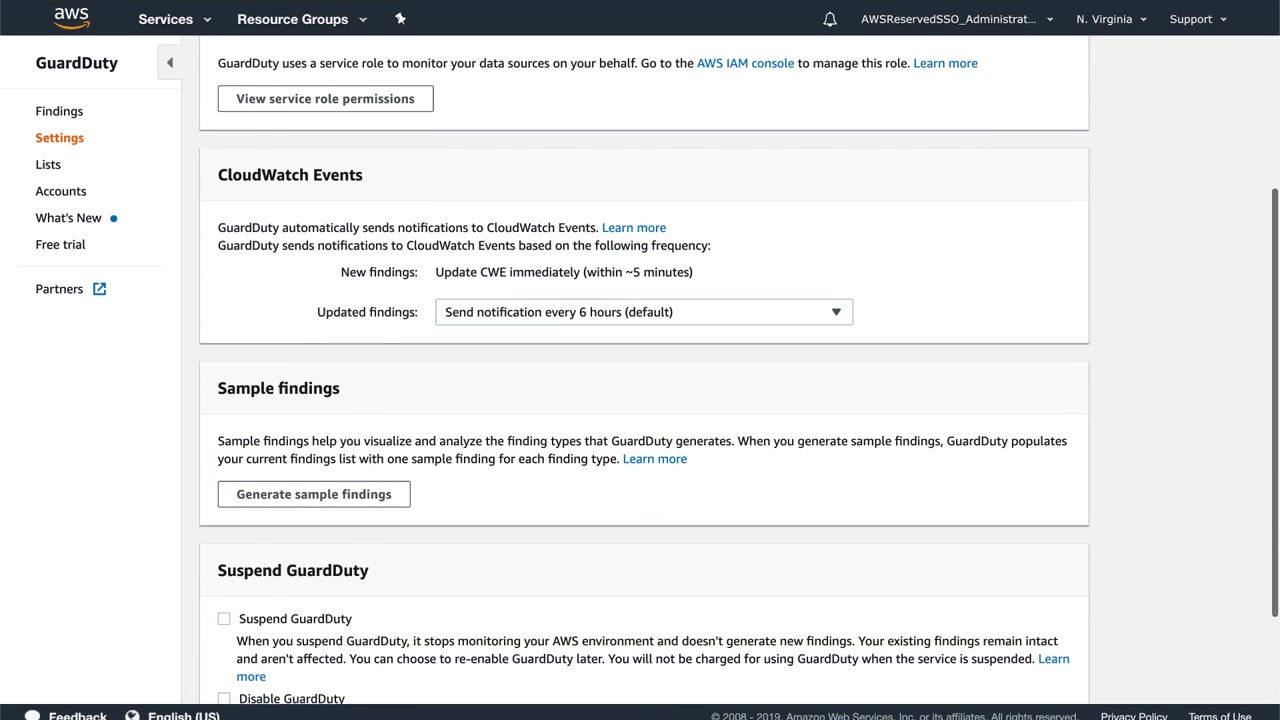 aws
Services
Resource Groups
AWSReservedSSO_Administrat...
N. Virginia
Support
GuardDuty
Findings
Settings
Lists
Accounts
What's New
Free trial
Partners
GuardDuty uses a service role to monitor your data sources on your behalf. Go to the AWS IAM console to manage this role. Learn more
View service role permissions
CloudWatch Events
GuardDuty automatically sends notifications to CloudWatch Events. Learn more
GuardDuty sends notifications to CloudWatch Events based on the following frequency:
New findings: Update CWE immediately (within ~5 minutes)
Updated findings: Send notification every 6 hours (default)
Sample findings
Sample findings help you visualize and analyze the finding types that GuardDuty generates. When you generate sample findings, GuardDuty populates
your current findings list with one sample finding for each finding type. Learn more
Generate sample findings
Suspend GuardDuty
Suspend GuardDuty
When you suspend GuardDuty, it stops monitoring your AWS environment and doesn't generate new findings. Your existing findings remain intact
and aren't affected. You can choose to re-enable GuardDuty later. You will not be charged for using GuardDuty when the service is suspended. Learn
more
Disable GuardDuty
Feedback
English (US)
© 2008 - 2019, Amazon Web Services, Inc. or its affiliates. All rights reserved.
Privacy Policy
Terms of Use